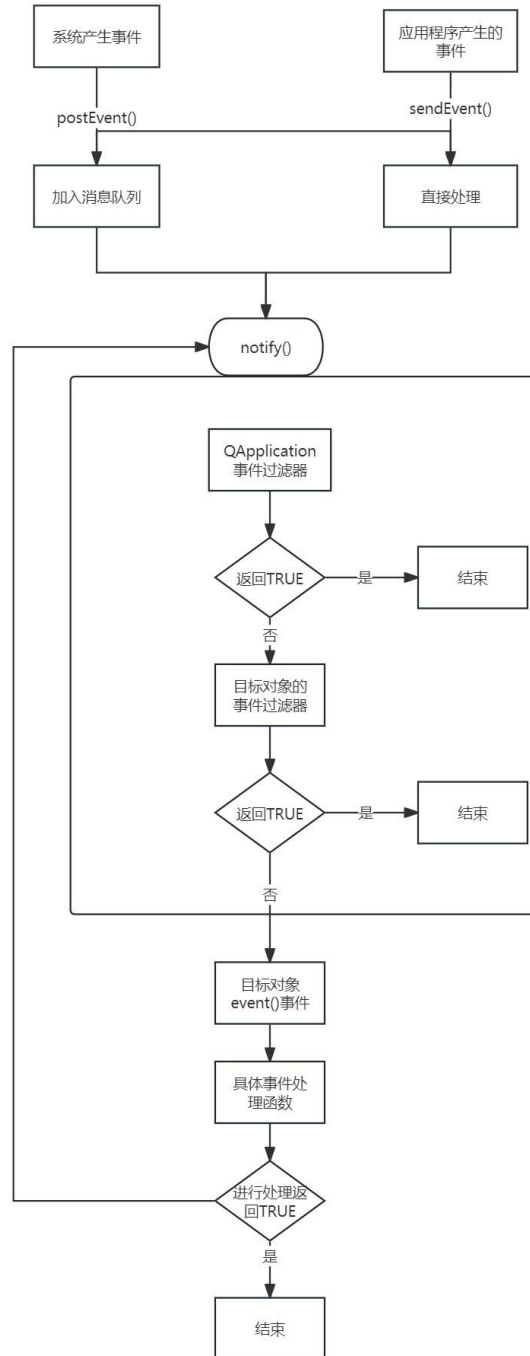 系统产生事件
应用程序产生的
事件
postEvent()
sendEvent()
加入消息队列
直接处理
notify()
QApplication
事件过滤器
返回TRUE
是
结束
否
目标对象的
事件过滤器
返回TRUE
是
结束
否
目标对象
event()事件
具体事件处
理函数
进行处理返
回TRUE
是
结束